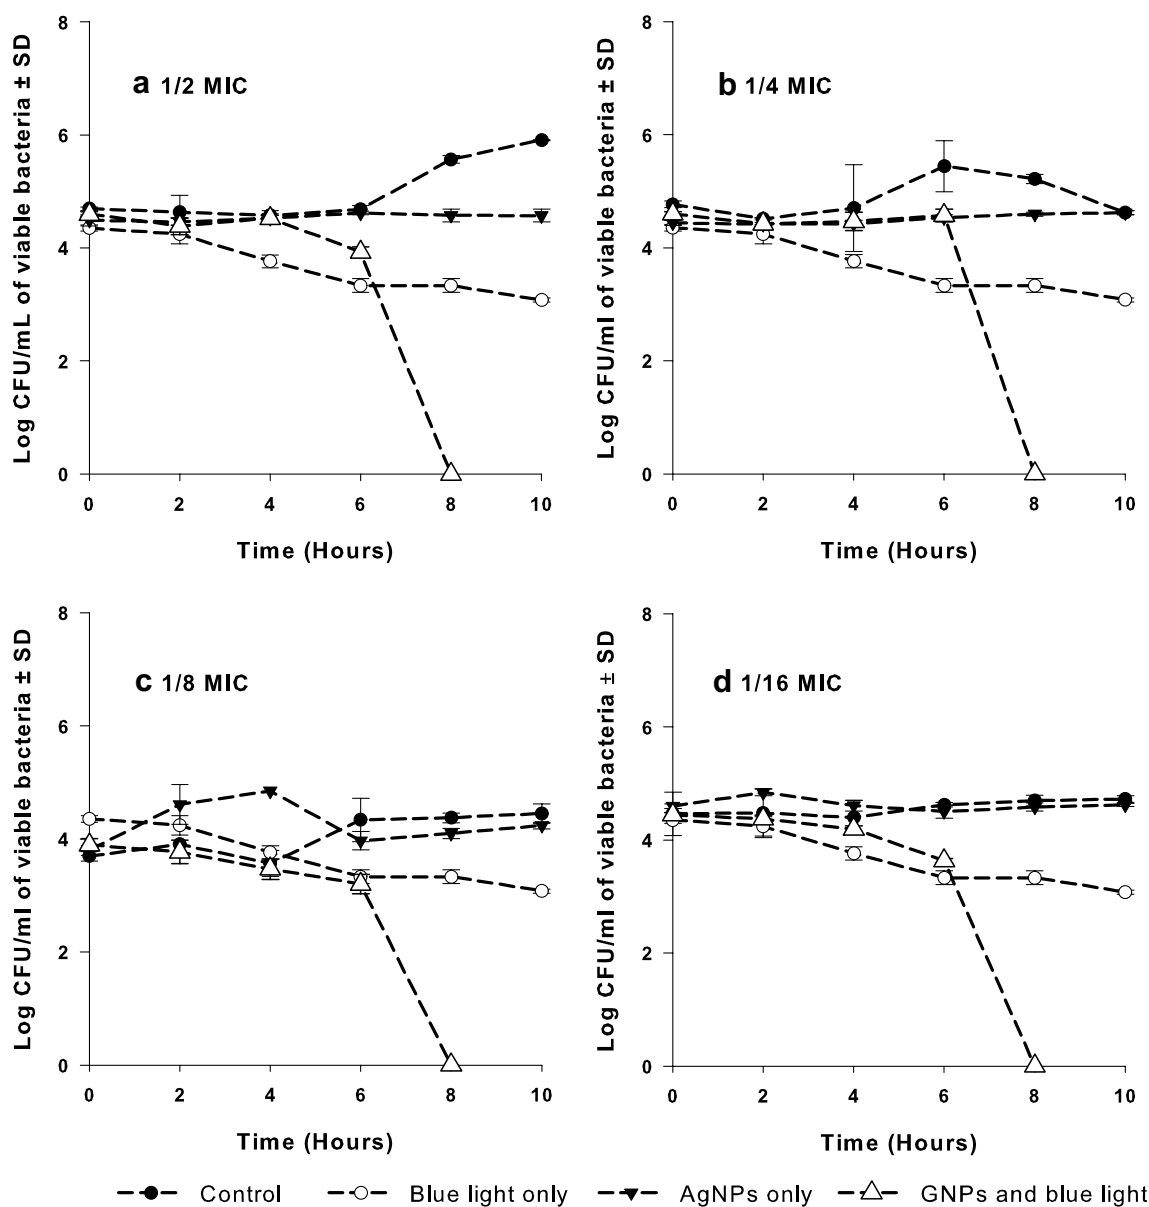 Log CFU/mL of viable bacteria ± SD
a 1/2 MIC
8
6
4
2
0
0 2 4 6 8 10
Time (Hours)
Log CFU/ml of viable bacteria ± SD
b 1/4 MIC
8
6
4
2
0
0 2 4 6 8 10
Time (Hours)
Log CFU/ml of viable bacteria ± SD
c 1/8 MIC
8
6
4
2
0
0 2 4 6 8 10
Time (Hours)
Log CFU/ml of viable bacteria ± SD
d 1/16 MIC
8
6
4
2
0
0 2 4 6 8 10
Time (Hours)
Control Blue light only AgNPs only GNPs and blue light